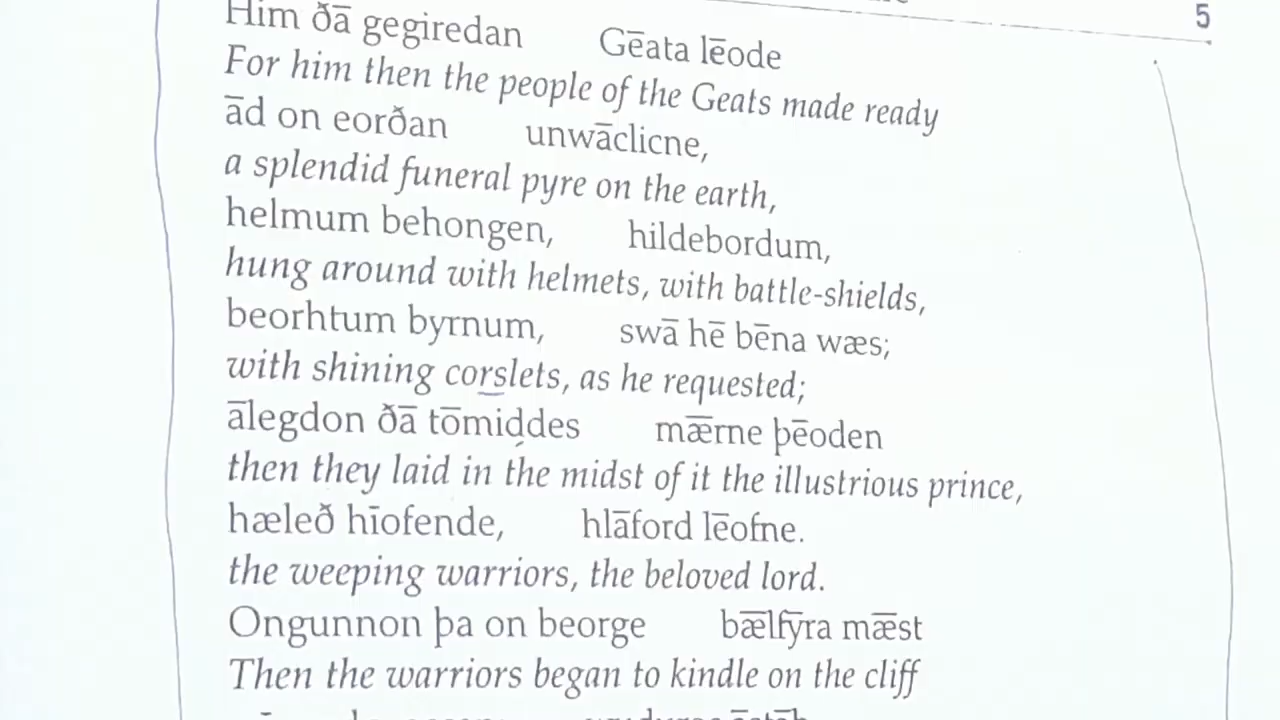 5
Him ðā gegiredan Gēata lēode
For him then the people of the Geats made ready
ād on eorðan unwāclicne,
a splendid funeral pyre on the earth,
helmum behongen, hildebordum,
hung around with helmets, with battle-shields,
beorhtum byrnum, swā hē bēna wæs;
with shining corslets, as he requested;
ālegdon ðā tōmiddes mǣrne þēoden
then they laid in the midst of it the illustrious prince,
hæleð hīofende, hlāford lēofne.
the weeping warriors, the beloved lord.
Ongunnon þa on beorge bǣlfȳra mǣst
Then the warriors began to kindle on the cliff